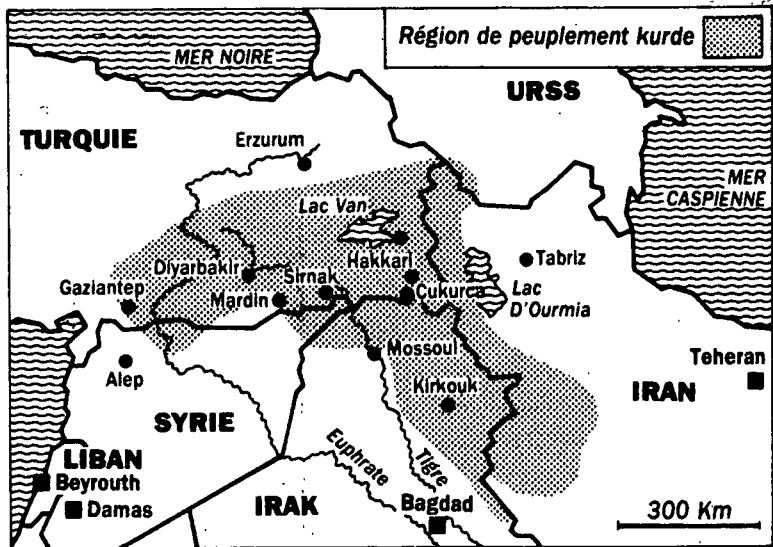 Région de peuplement kurde
MER NOIRE
URSS
TURQUIE
Erzurum
MER
CASPIENNE
Lac Van
Tabriz
Hakkari
Diyarbakir
Sirnak
Gaziantep
Mardin
Çukurca
Lac
D'Ourmia
Mossoul
Teheran
Alep
Kirkouk
IRAN
SYRIE
LIBAN
Euphrate
Tigre
Beyrouth
Damas
IRAK
Bagdad
300 Km